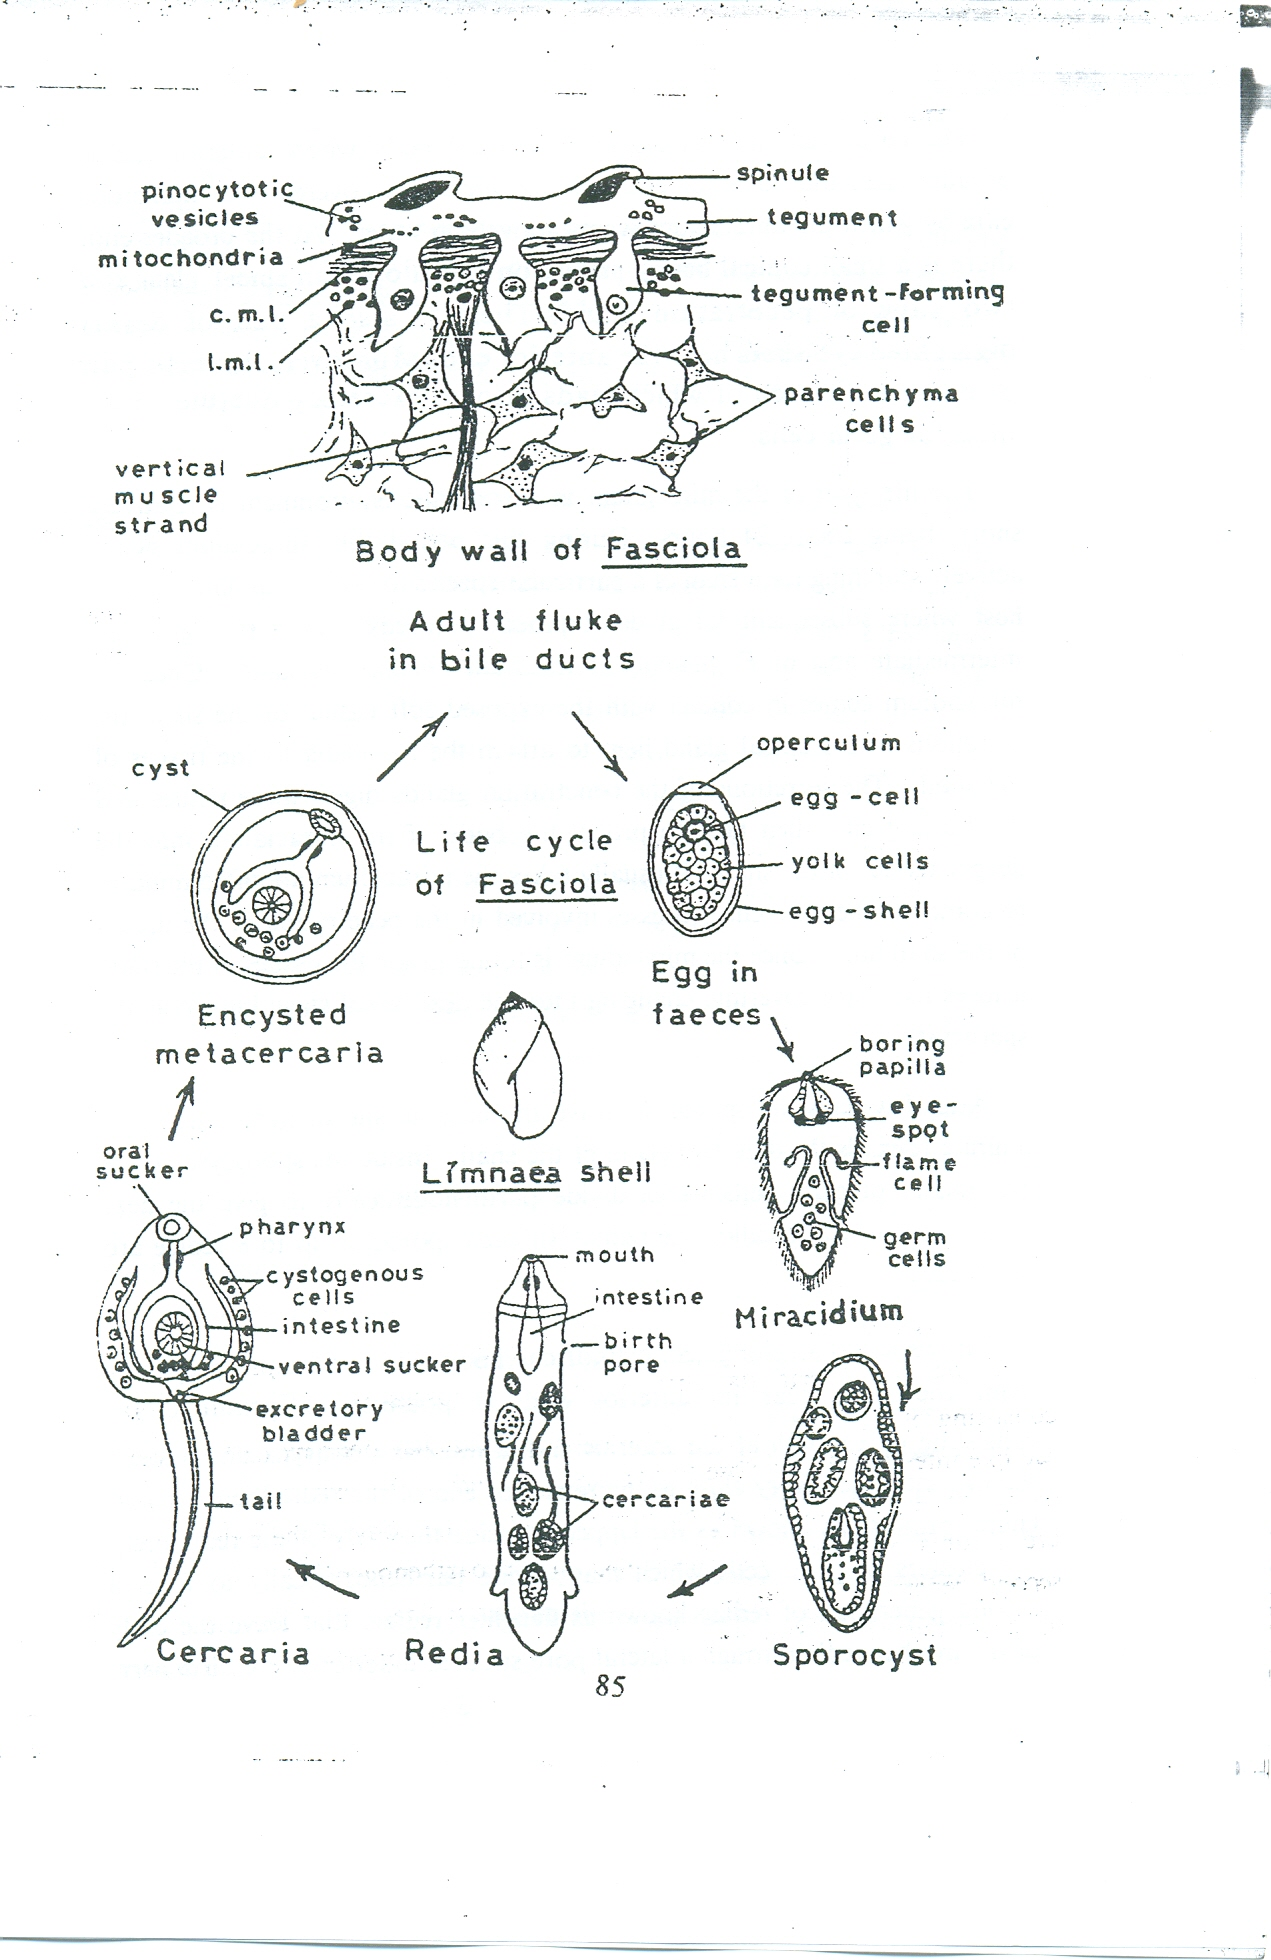 pinocytotic
vesicles
mitochondria
c.m.l.
l.m.l.
vertical
muscle
strand
spinule
tegument
tegument-forming
cell
parenchyma
cells
Body wall of Fasciola
Adult fluke
in bile ducts
cyst
Life cycle
of Fasciola
operculum
egg-cell
yolk cells
egg-shell
Egg in
faeces
Encysted
metacercaria
Limnaea shell
boring
papilla
eye-
spot
flame
cell
germ
cells
Miracidium
oral
sucker
pharynx
cystogenous
cells
intestine
ventral sucker
excretory
bladder
tail
mouth
intestine
birth
pore
cercariae
Cercaria
Redia
Sporocyst
85